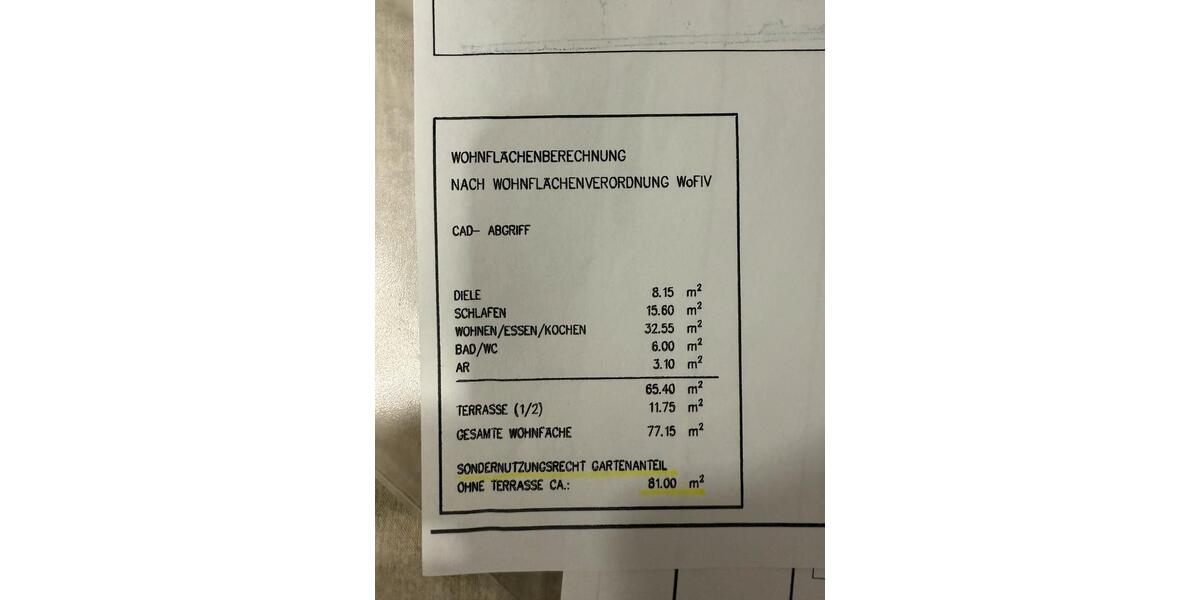 WOHNFLÄCHENBERECHNUNG
NACH WOHNFLÄCHENVERORDNUNG WoFlV
CAD- ABGRIFF
DIELE 8.15 m²
SCHLAFEN 15.60 m²
WOHNEN/ESSEN/KOCHEN 32.55 m²
BAD/WC 6.00 m²
AR 3.10 m²
65.40 m²
TERRASSE (1/2) 11.75 m²
GESAMTE WOHNFÄCHE 77.15 m²
SONDERNUTZUNGSRECHT GARTENANTEIL
OHNE TERRASSE CA.: 81.00 m²